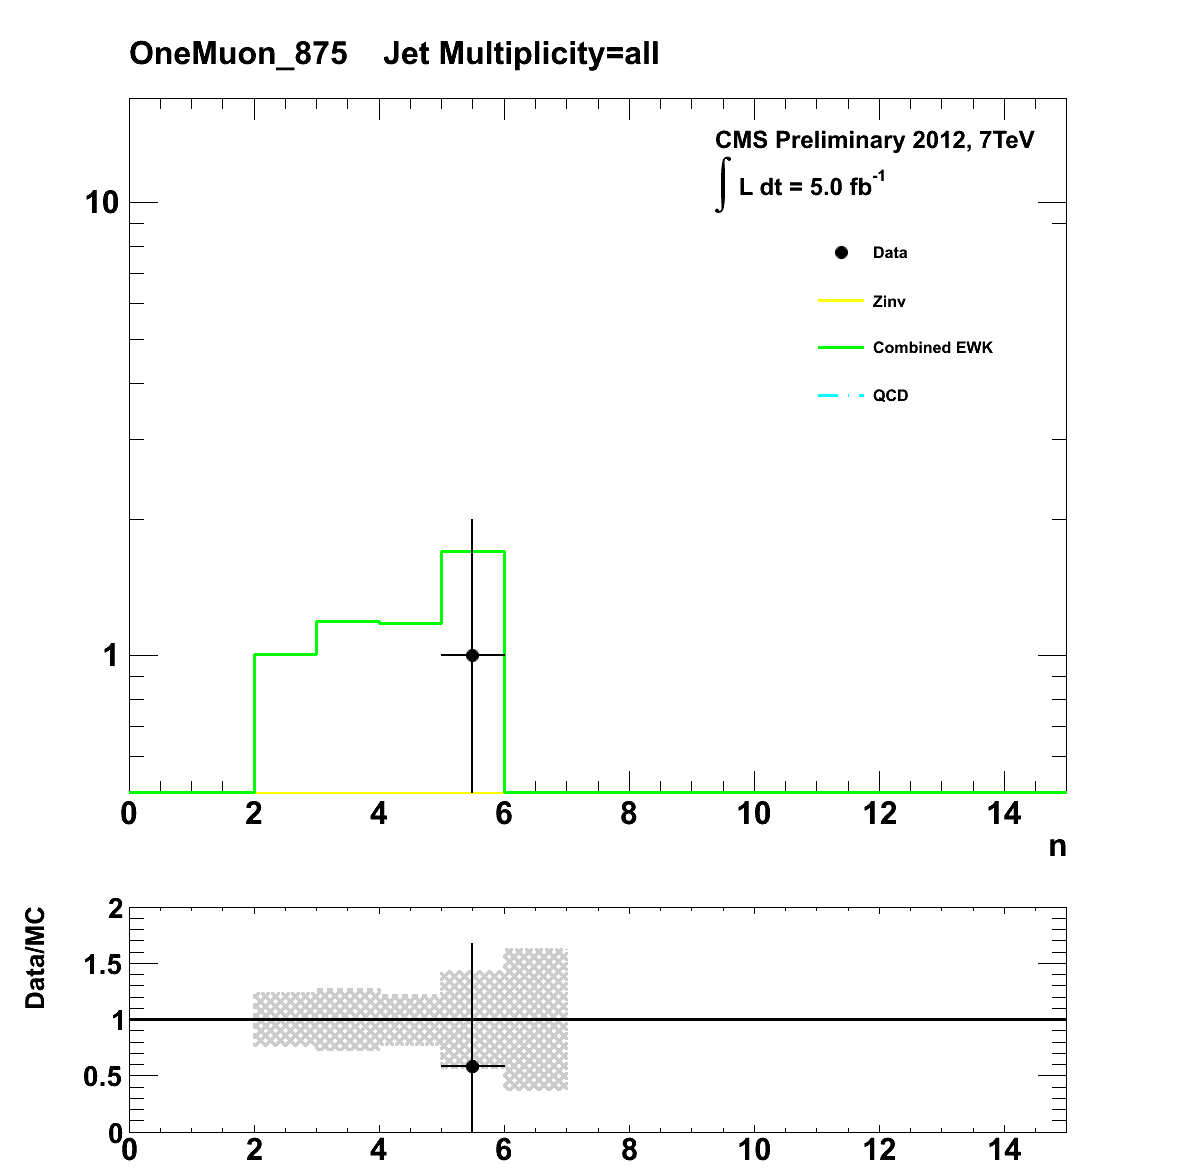 OneMuon_875 Jet Multiplicity=all
CMS Preliminary 2012, 7TeV
∫ L dt = 5.0 fb⁻¹
Data
Zinv
Combined EWK
QCD
10
1
0 2 4 6 8 10 12 14
n
Data/MC
2
1.5
1
0.5
0
0 2 4 6 8 10 12 14